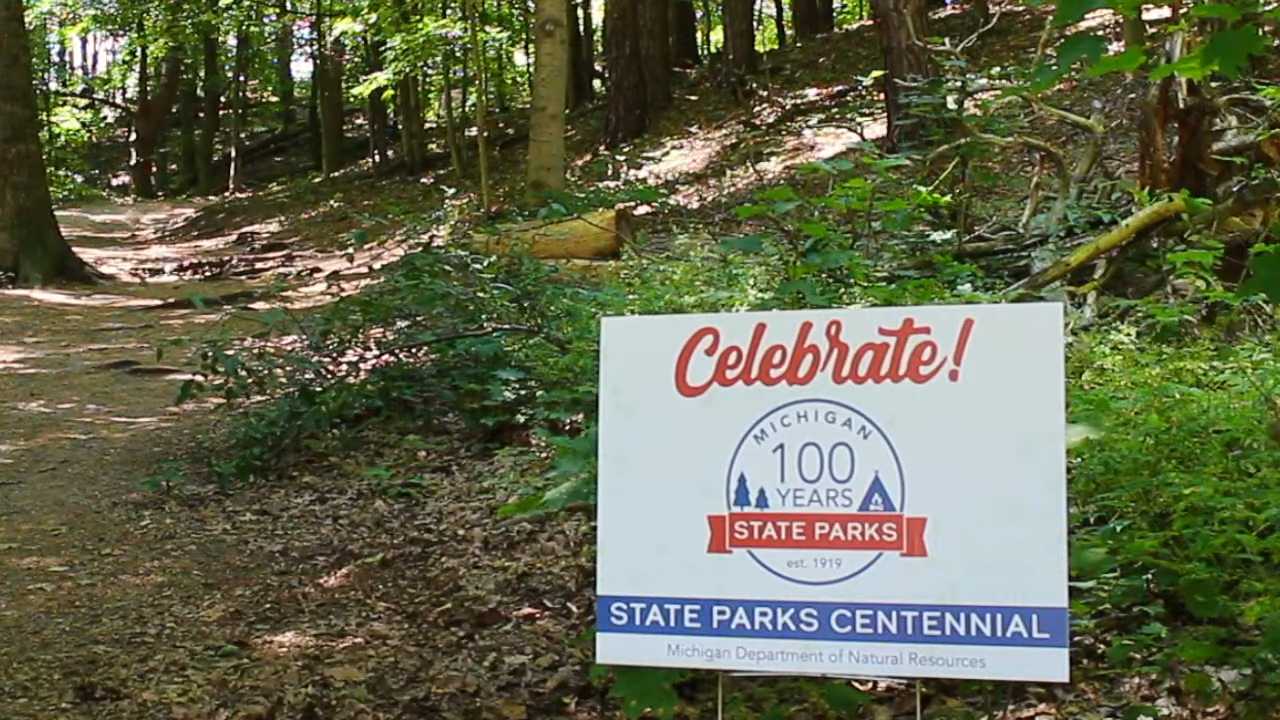 Celebrate!
MICHIGAN
100
YEARS
STATE PARKS
est. 1919
STATE PARKS CENTENNIAL
Michigan Department of Natural Resources